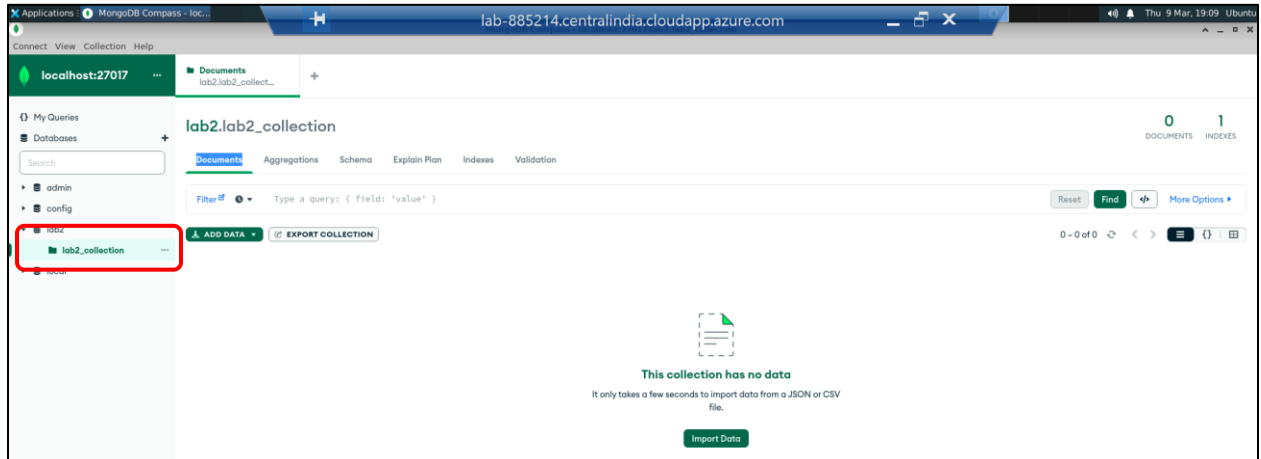 Applications : MongoDB Compass - loc...
lab-885214.centralindia.cloudapp.azure.com
Thu 9 Mar, 19:09 Ubuntu
Connect View Collection Help
localhost:27017 ...
Documents
lab2.lab2_collect...
+
{} My Queries
Databases +
Search
admin
config
lab2
lab2_collection ...
local
lab2.lab2_collection
0
DOCUMENTS
1
INDEXES
Documents Aggregations Schema Explain Plan Indexes Validation
Filter Type a query: { field: 'value' } Reset Find </> More Options
ADD DATA EXPORT COLLECTION 0 – 0 of 0 < > {}
This collection has no data
It only takes a few seconds to import data from a JSON or CSV
file.
Import Data